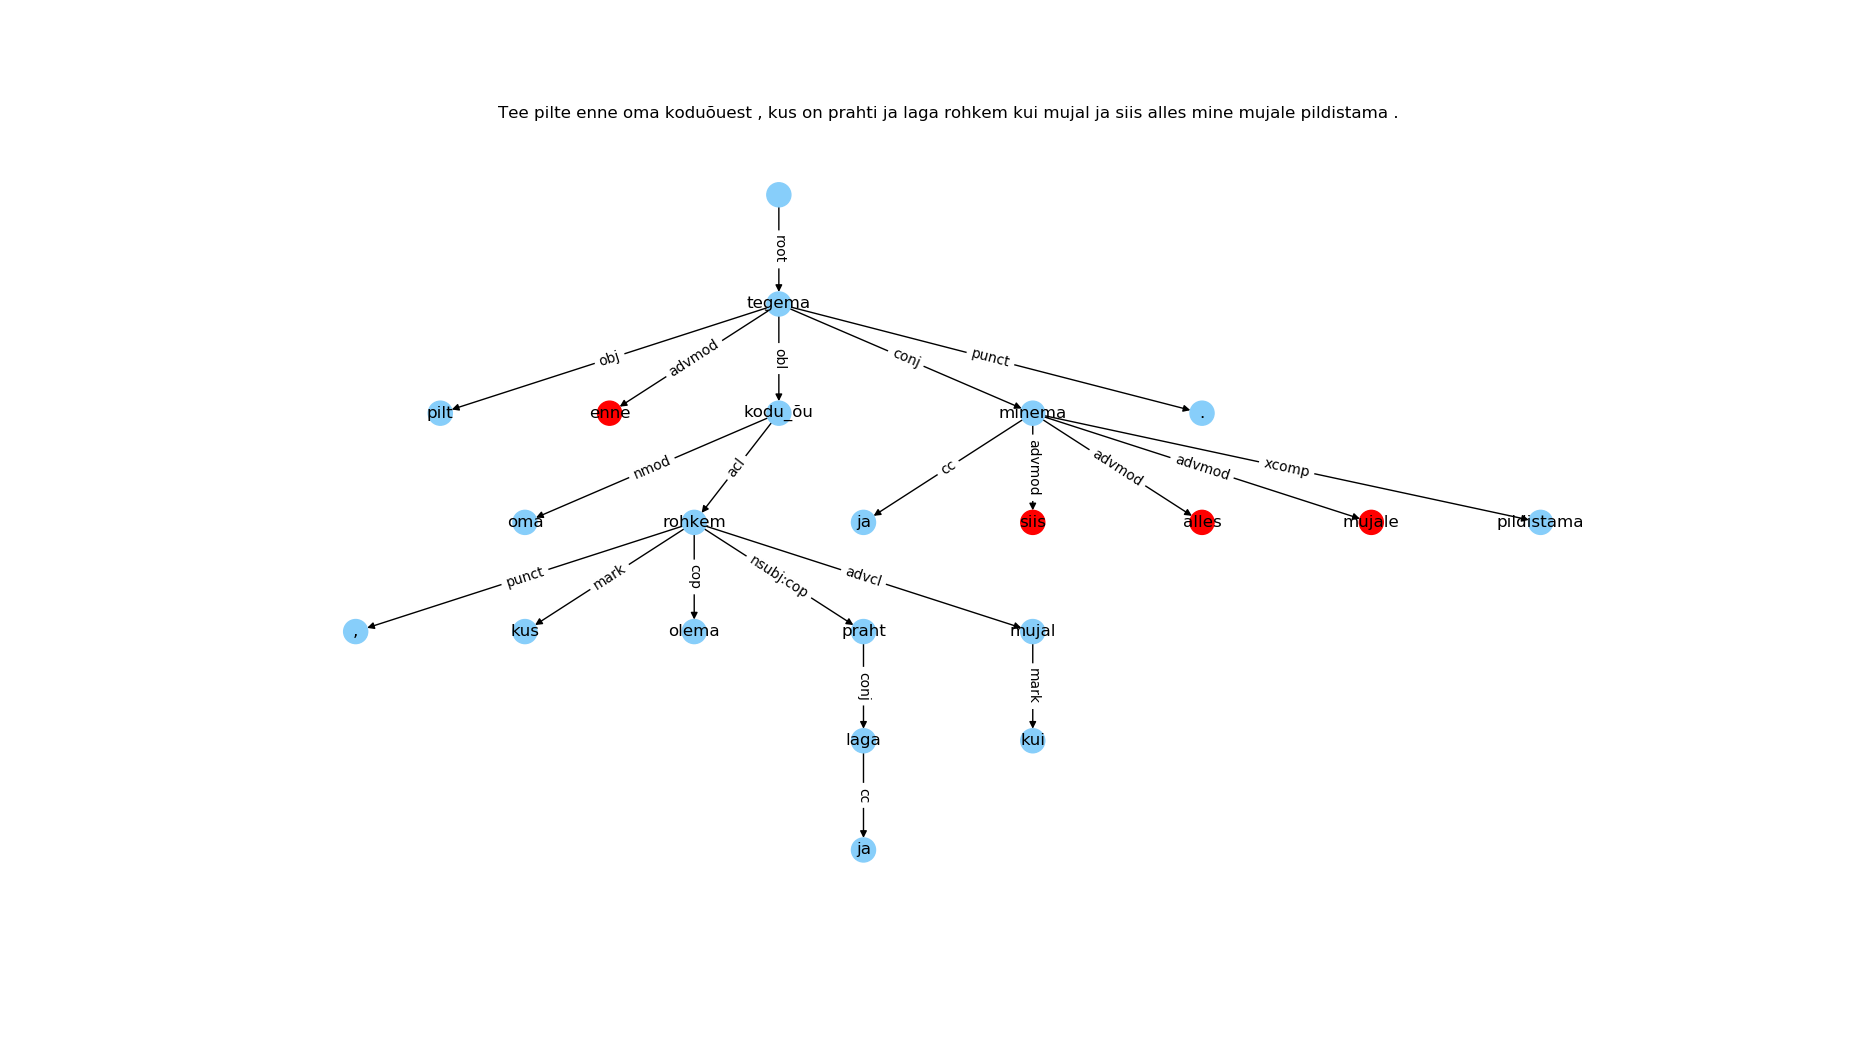 Tee pilte enne oma koduõuest , kus on prahti ja laga rohkem kui mujal ja siis alles mine mujale pildistama .
root
tegema
obj advmod obl conj punct
pilt enne kodu_õu minema .
nmod acl cc advmod advmod advmod xcomp
oma rohkem ja siis alles mujale pildistama
punct mark cop nsubj:cop advcl
, kus olema praht mujal
conj mark
laga kui
cc
ja